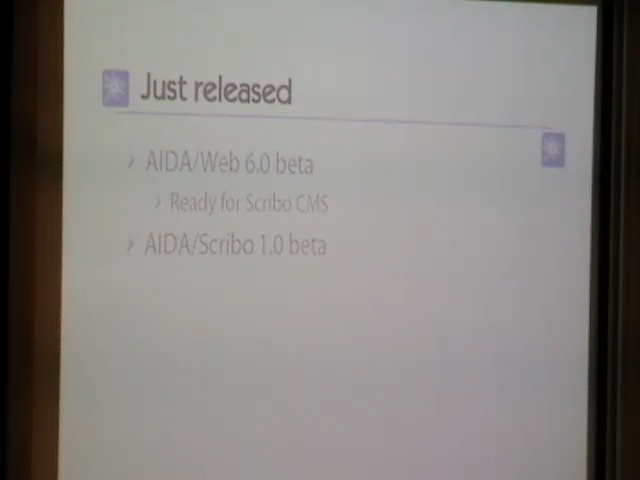 Just released
› AIDA/Web 6.0 beta
› Ready for Scribo CMS
› AIDA/Scribo 1.0 beta